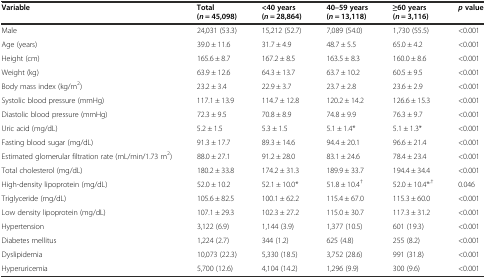 Variable Total <40 years 40–59 years ≥60 years p value
(n = 45,098) (n = 28,864) (n = 13,118) (n = 3,116)
Male 24,031 (53.3) 15,212 (52.7) 7,089 (54.0) 1,730 (55.5) <0.001
Age (years) 39.0 ± 11.6 31.7 ± 4.9 48.7 ± 5.5 65.0 ± 4.2 <0.001
Height (cm) 165.6 ± 8.7 167.2 ± 8.5 163.5 ± 8.3 160.0 ± 8.6 <0.001
Weight (kg) 63.9 ± 12.6 64.3 ± 13.7 63.7 ± 10.2 60.5 ± 9.5 <0.001
Body mass index (kg/m²) 23.2 ± 3.4 22.9 ± 3.7 23.7 ± 2.8 23.6 ± 2.9 <0.001
Systolic blood pressure (mmHg) 117.1 ± 13.9 114.7 ± 12.8 120.2 ± 14.2 126.6 ± 15.3 <0.001
Diastolic blood pressure (mmHg) 72.3 ± 9.5 70.8 ± 8.9 74.8 ± 9.9 76.3 ± 9.7 <0.001
Uric acid (mg/dL) 5.2 ± 1.5 5.3 ± 1.5 5.1 ± 1.4* 5.1 ± 1.3* <0.001
Fasting blood sugar (mg/dL) 91.3 ± 17.7 89.3 ± 14.6 94.4 ± 20.1 96.6 ± 21.4 <0.001
Estimated glomerular filtration rate (mL/min/1.73 m²) 88.0 ± 27.1 91.2 ± 28.0 83.1 ± 24.6 78.4 ± 23.4 <0.001
Total cholesterol (mg/dL) 180.2 ± 33.8 174.2 ± 31.3 189.9 ± 33.7 194.4 ± 34.4 <0.001
High-density lipoprotein (mg/dL) 52.0 ± 10.2 52.1 ± 10.0* 51.8 ± 10.4† 52.0 ± 10.4*† 0.046
Triglyceride (mg/dL) 105.6 ± 82.5 100.1 ± 62.2 115.4 ± 67.0 115.3 ± 60.0 <0.001
Low density lipoprotein (mg/dL) 107.1 ± 29.3 102.3 ± 27.2 115.0 ± 30.7 117.3 ± 31.2 <0.001
Hypertension 3,122 (6.9) 1,144 (3.9) 1,377 (10.5) 601 (19.3) <0.001
Diabetes mellitus 1,224 (2.7) 344 (1.2) 625 (4.8) 255 (8.2) <0.001
Dyslipidemia 10,073 (22.3) 5,330 (18.5) 3,752 (28.6) 991 (31.8) <0.001
Hyperuricemia 5,700 (12.6) 4,104 (14.2) 1,296 (9.9) 300 (9.6) <0.001